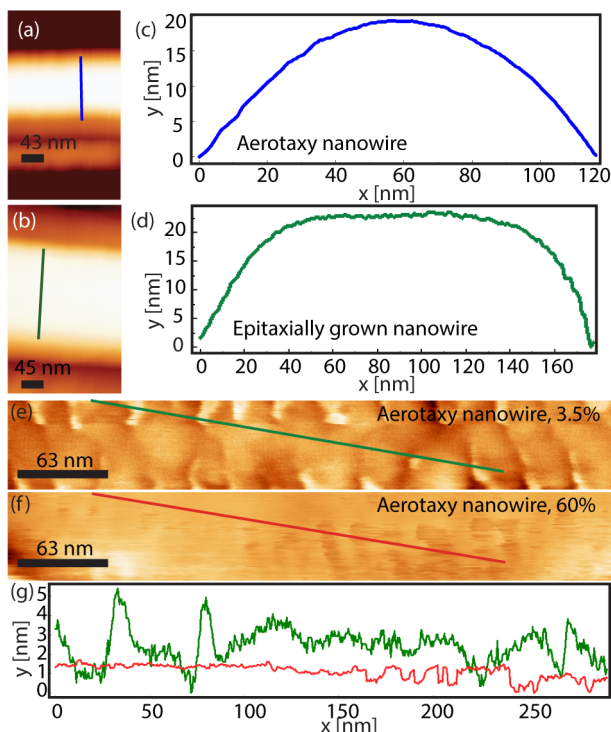 (a)
43 nm
(b)
45 nm
(c)
y [nm]
20
15
10
5
0
Aerotaxy nanowire
0 20 40 60 80 100 120
x [nm]
(d)
y [nm]
20
15
10
5
0
Epitaxially grown nanowire
0 20 40 60 80 100 120 140 160
x [nm]
(e)
Aerotaxy nanowire, 3.5%
63 nm
(f)
Aerotaxy nanowire, 60%
63 nm
(g)
y [nm]
5
4
3
2
1
0
0 50 100 150 200 250
x [nm]